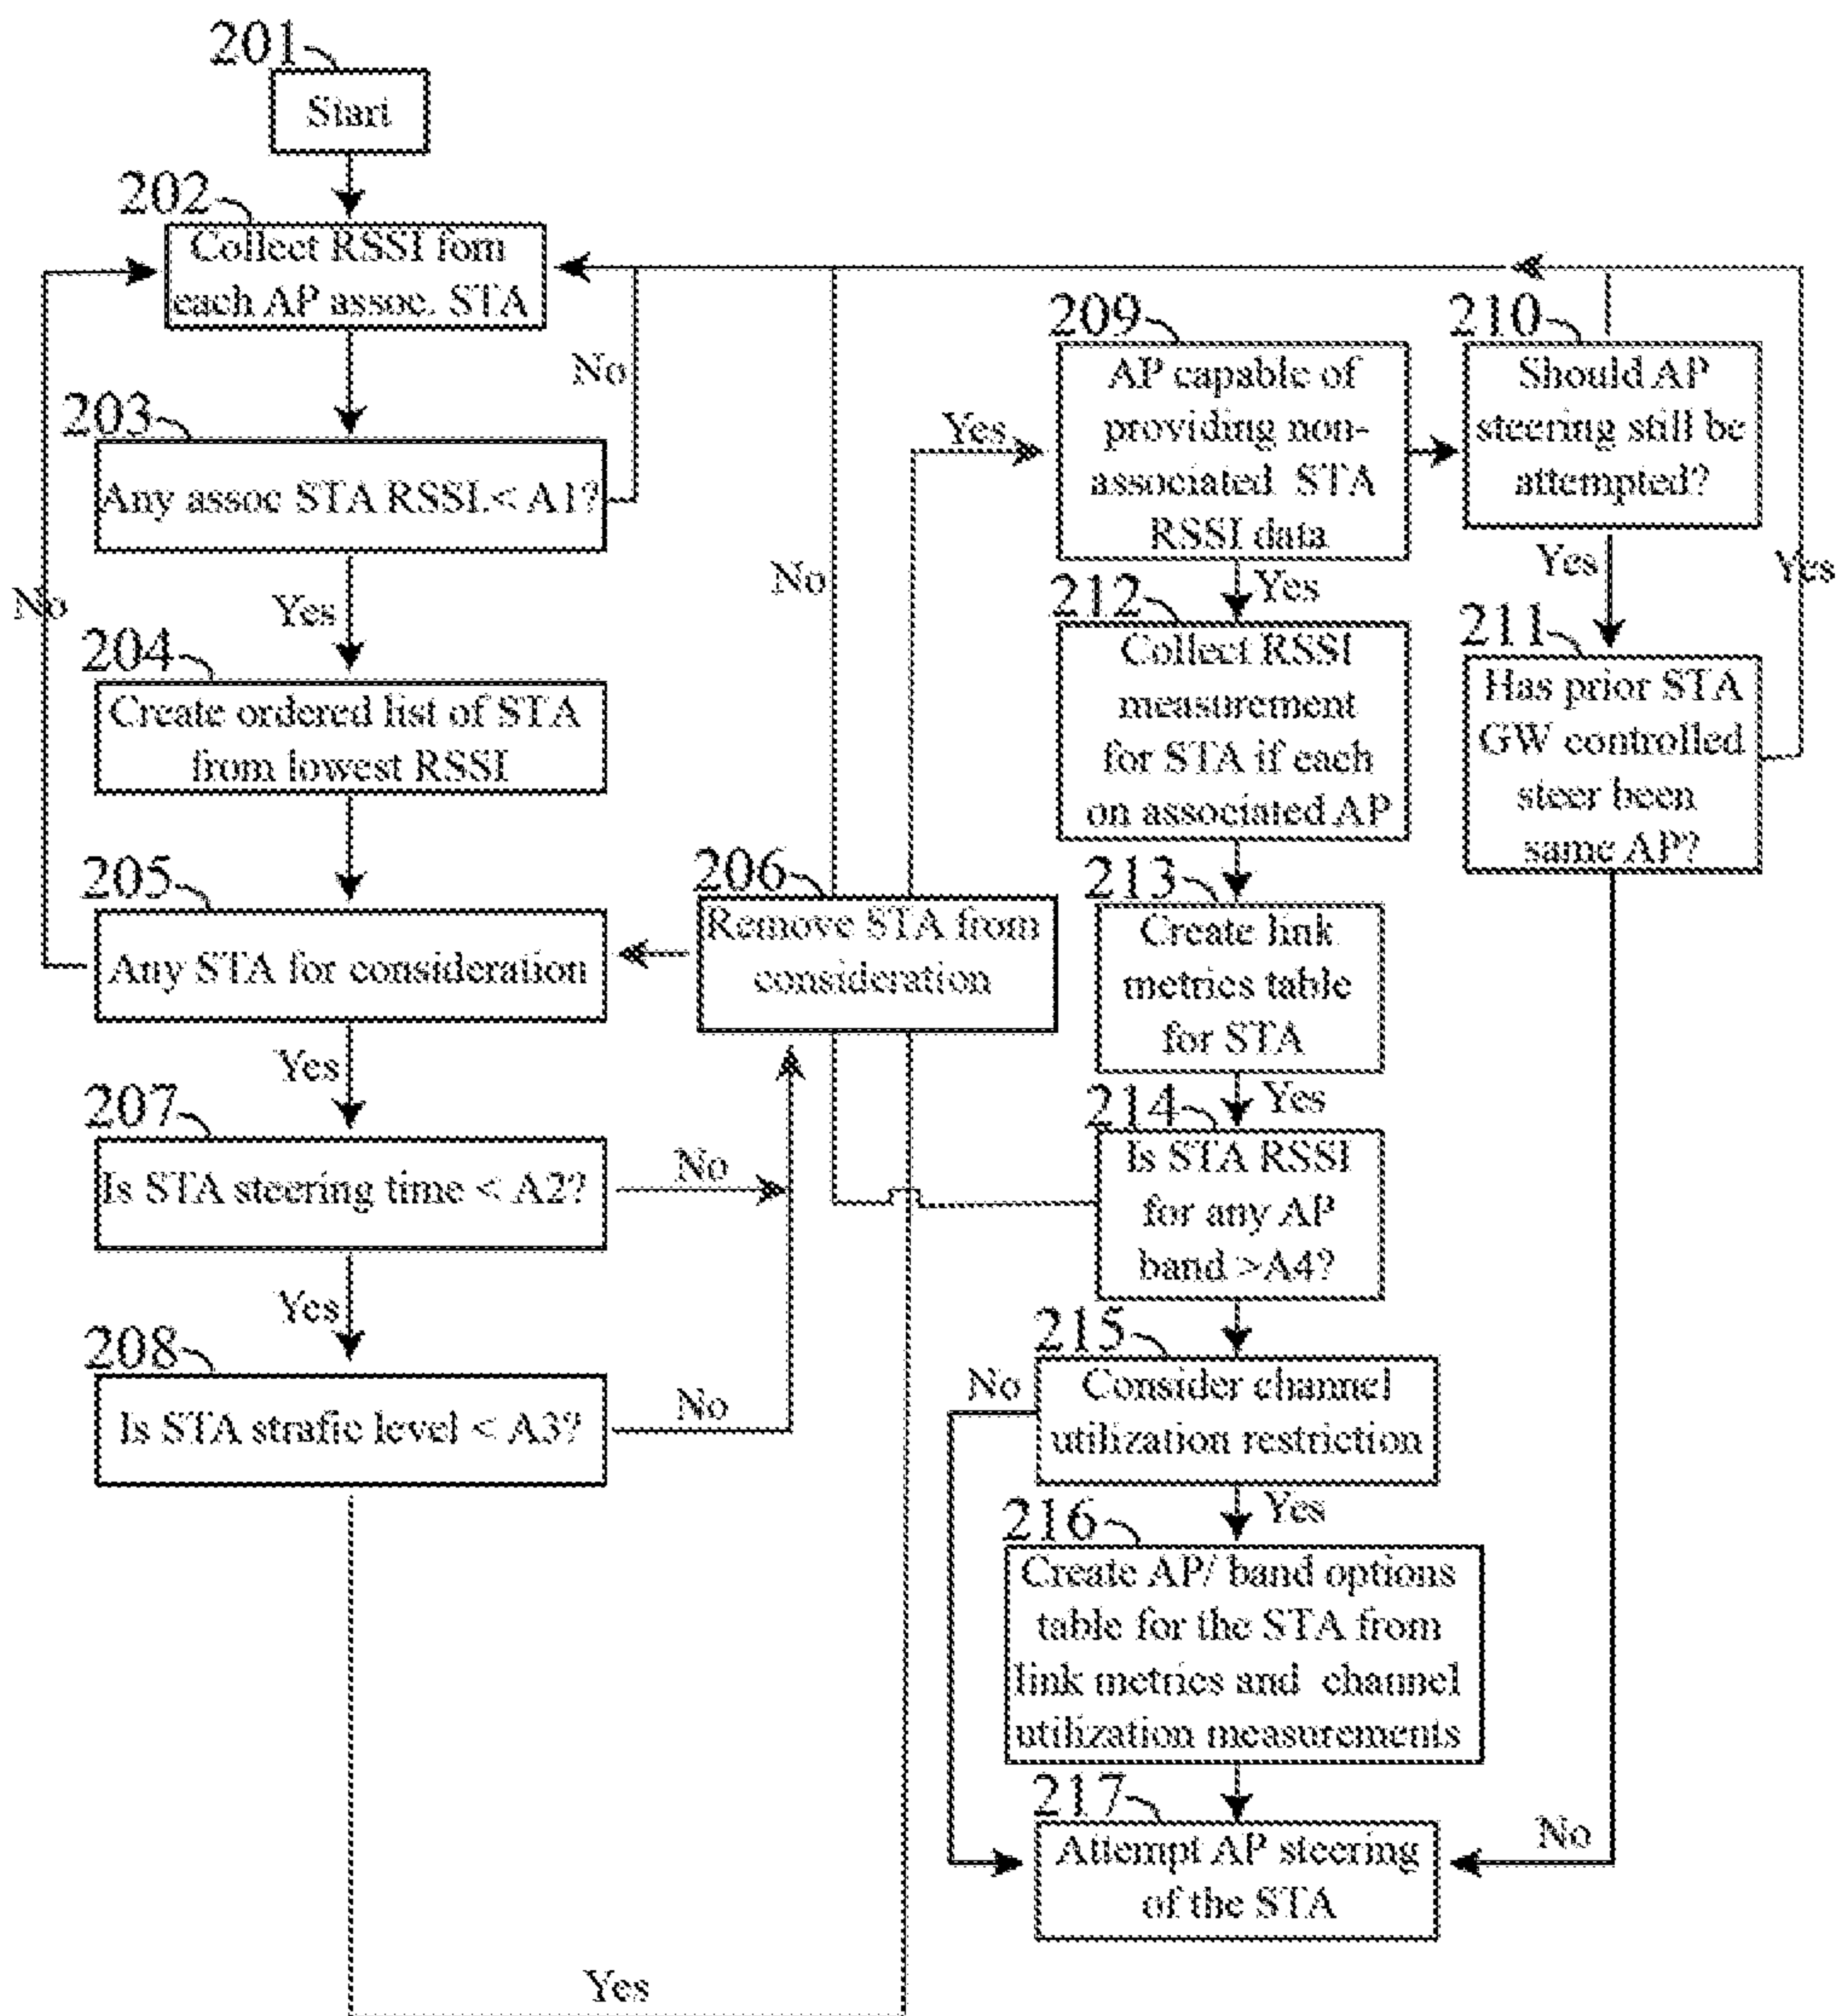 201
Start
202
Collect RSSI fom
each AP assoc. STA
No
203
Any assoc STA RSSI.< A1?
No
Yes
204
Create ordered list of STA
from lowest RSSI
205
Any STA for consideration
206
Remove STA from
consideration
Yes
207
Is STA steering time < A2?
No
Yes
208
Is STA strafic level < A3?
No
Yes
No
Yes
209
AP capable of
providing non-
associated STA
RSSI data
210
Should AP
steering still be
attempted?
Yes
Yes
Yes
211
Has prior STA
GW controlled
steer been
same AP?
212
Collect RSSI
measurement
for STA if each
on associated AP
213
Create link
metrics table
for STA
Yes
214
Is STA RSSI
for any AP
band >A4?
215
No
Consider channel
utilization restriction
Yes
216
Create AP/ band options
table for the STA from
link metrics and channel
utilization measurements
217
Attempt AP steering
of the STA
No